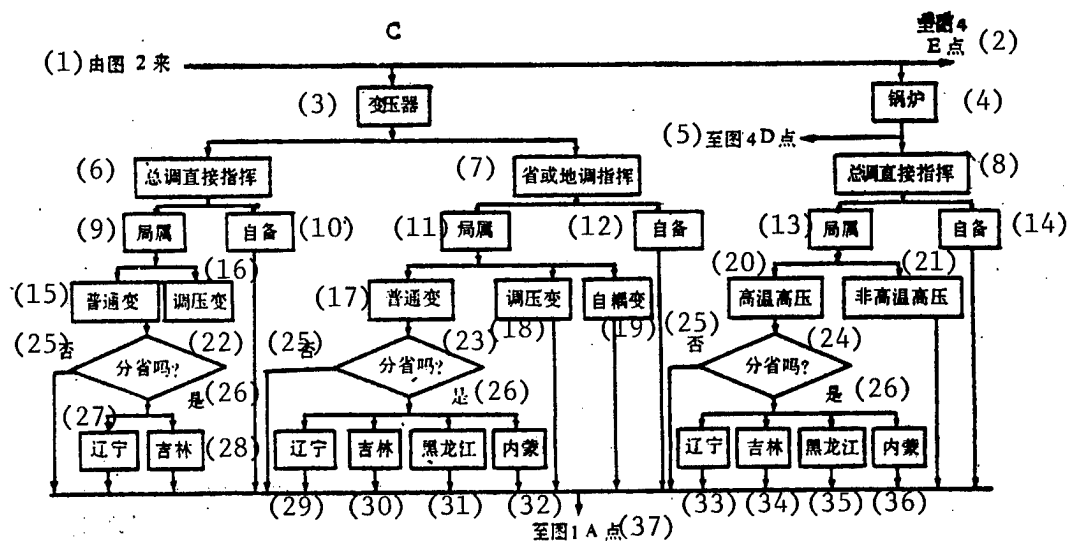 C
至图4
E点 (2)
(1) 由图 2 来
(3) 变压器
锅炉 (4)
(5) 至图4D点
(6) 总调直接指挥
(7) 省或地调指挥
总调直接指挥 (8)
(9) 局属
自备 (10)
(11) 局属
(12) 自备
(13) 局属
自备 (14)
(15) 普通变
(16) 调压变
(17) 普通变
调压变 (18)
自耦变 (19)
(20) 高温高压
(21) 非高温高压
(25) 否
分省吗? (22)
是 (26)
(25) 否
分省吗? (23)
是 (26)
(25) 否
分省吗? (24)
是 (26)
(27) 辽宁
吉林 (28)
辽宁 吉林 黑龙江 内蒙
(29) (30) (31) (32)
辽宁 吉林 黑龙江 内蒙
(33) (34) (35) (36)
至图1A点 (37)